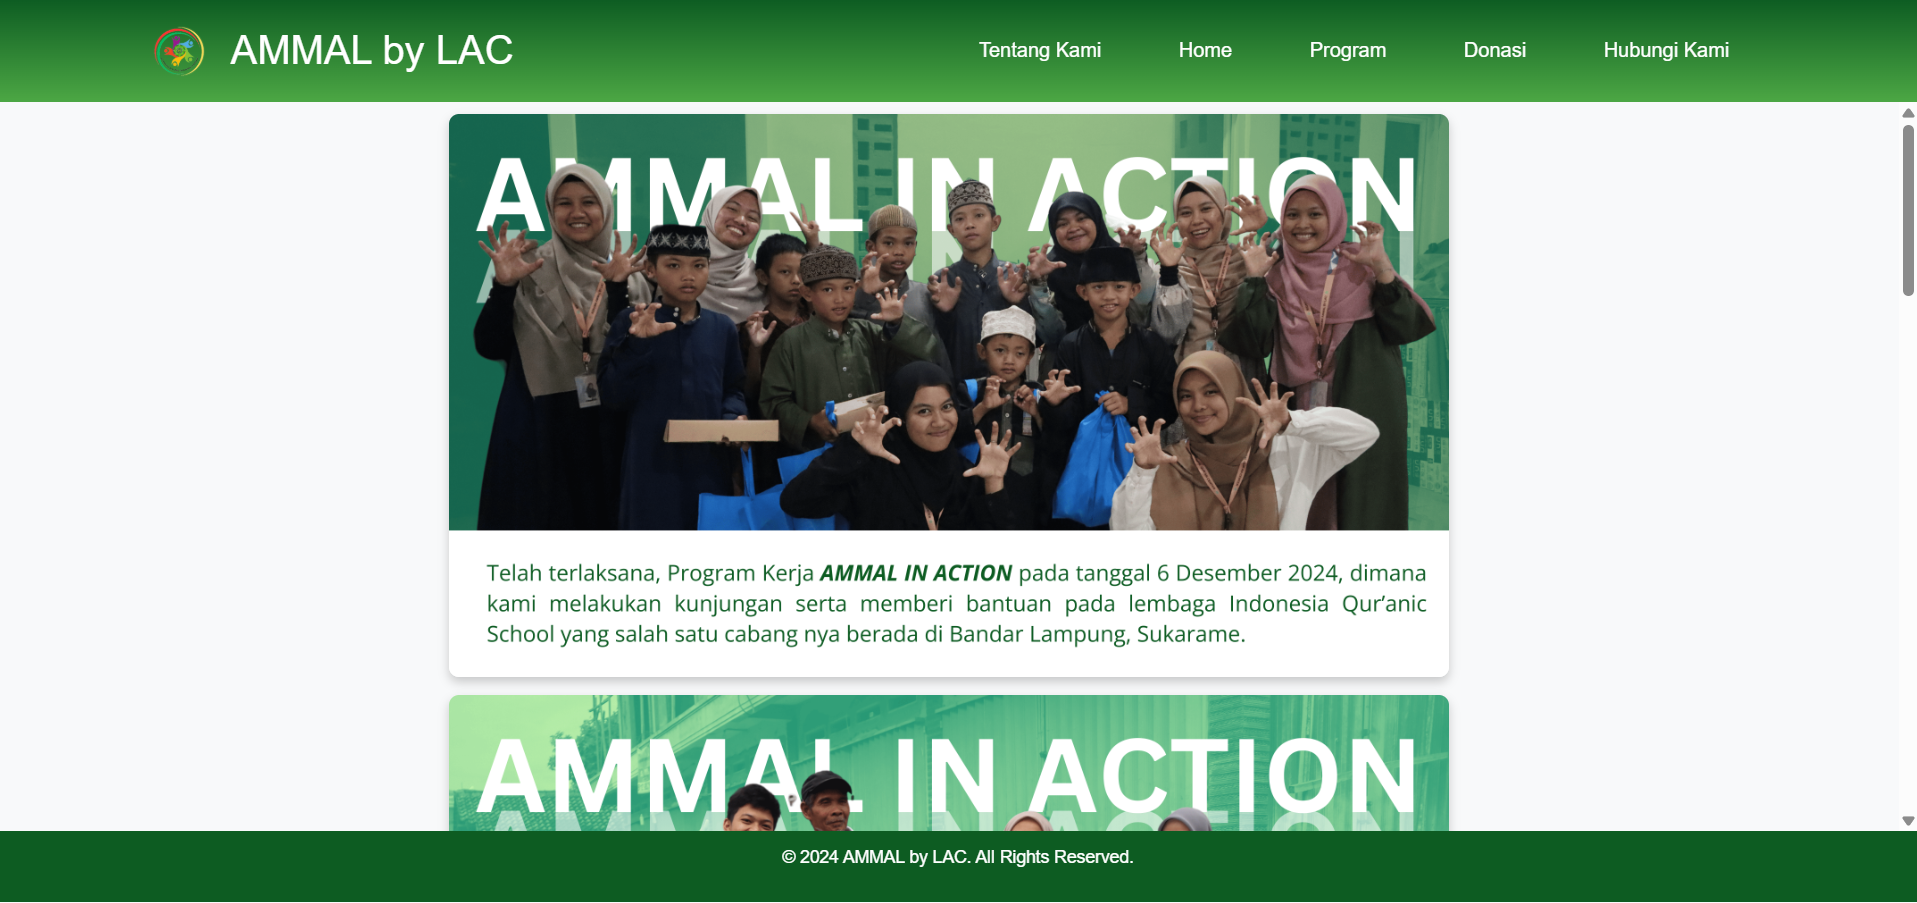 AMMAL by LAC
Tentang Kami
Home
Program
Donasi
Hubungi Kami
AMMAL IN ACTION
Telah terlaksana, Program Kerja AMMAL IN ACTION pada tanggal 6 Desember 2024, dimana
kami melakukan kunjungan serta memberi bantuan pada lembaga Indonesia Qur’anic
School yang salah satu cabang nya berada di Bandar Lampung, Sukarame.
AMMAL IN ACTION
© 2024 AMMAL by LAC. All Rights Reserved.